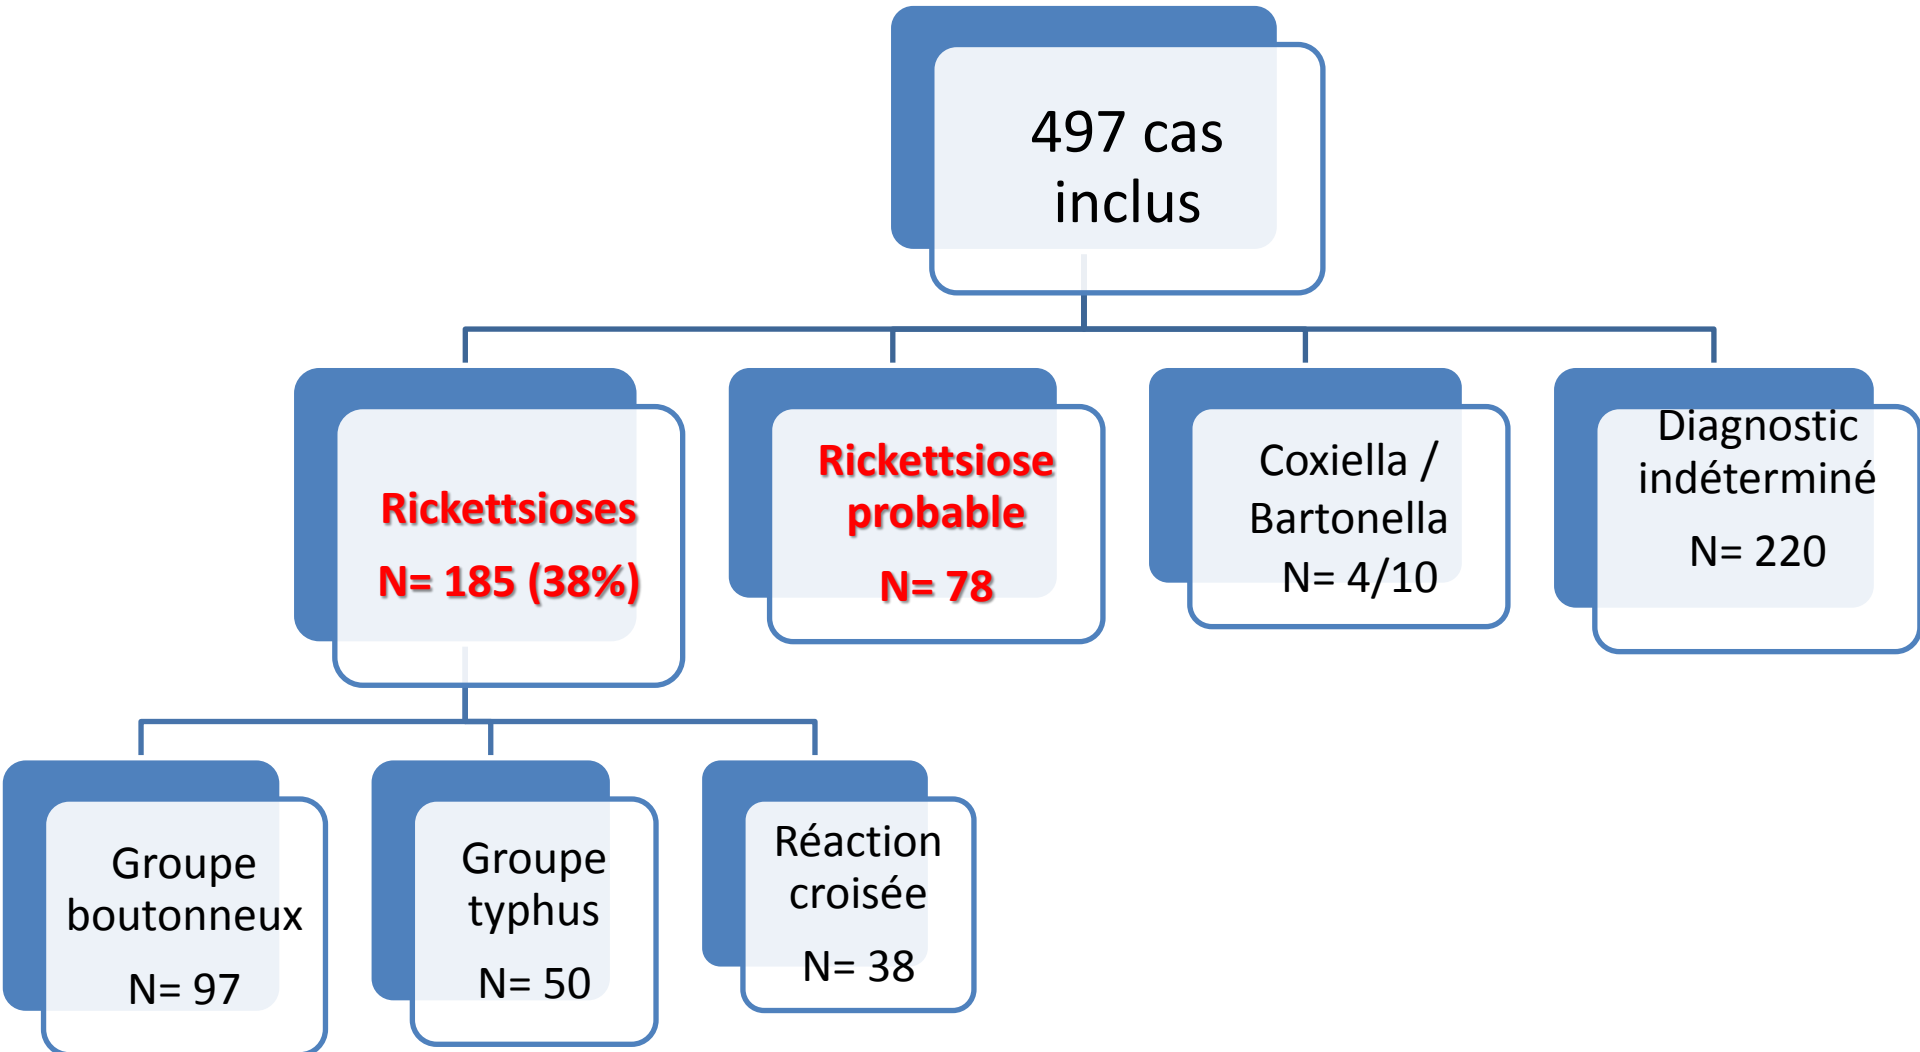 497 cas
inclus
Rickettsioses
N= 185 (38%)
Rickettsiose
probable
N= 78
Coxiella /
Bartonella
N= 4/10
Diagnostic
indéterminé
N= 220
Groupe
boutonneux
N= 97
Groupe
typhus
N= 50
Réaction
croisée
N= 38